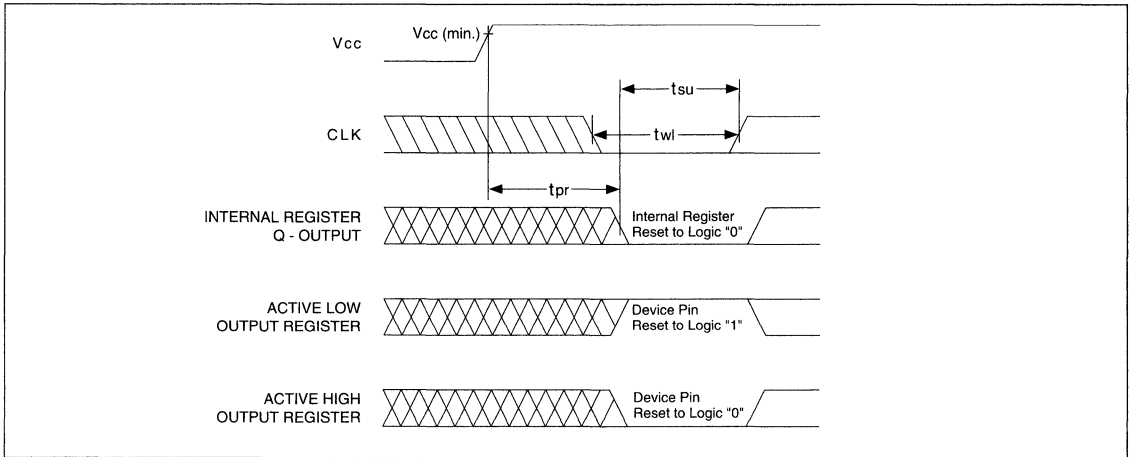 Vcc
Vcc (min.)
tsu
CLK
twl
tpr
INTERNAL REGISTER
Q - OUTPUT
Internal Register
Reset to Logic "0"
ACTIVE LOW
OUTPUT REGISTER
Device Pin
Reset to Logic "1"
ACTIVE HIGH
OUTPUT REGISTER
Device Pin
Reset to Logic "0"